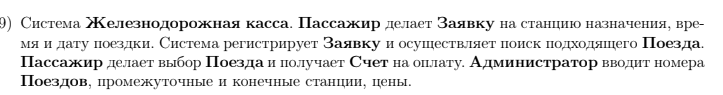 9) Система Железнодорожная касса. Пассажир делает Заявку на станцию назначения, вре-
мя и дату поездки. Система регистрирует Заявку и осуществляет поиск подходящего Поезда.
Пассажир делает выбор Поезда и получает Счет на оплату. Администратор вводит номера
Поездов, промежуточные и конечные станции, цены.